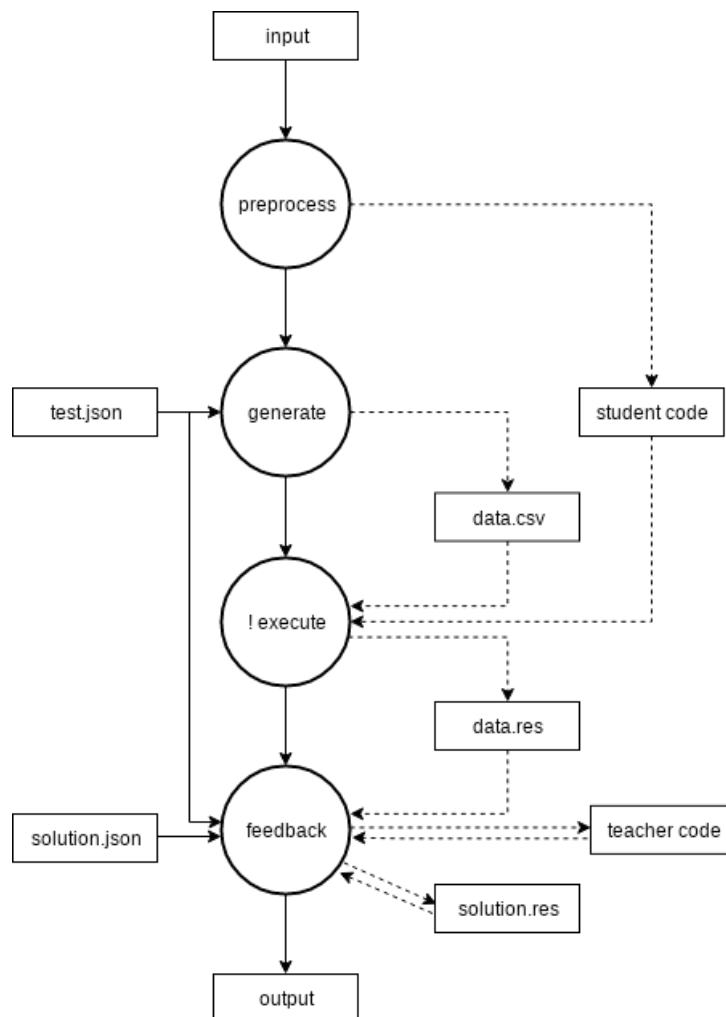 input
preprocess
test.json
generate
student code
data.csv
! execute
data.res
solution.json
feedback
teacher code
solution.res
output